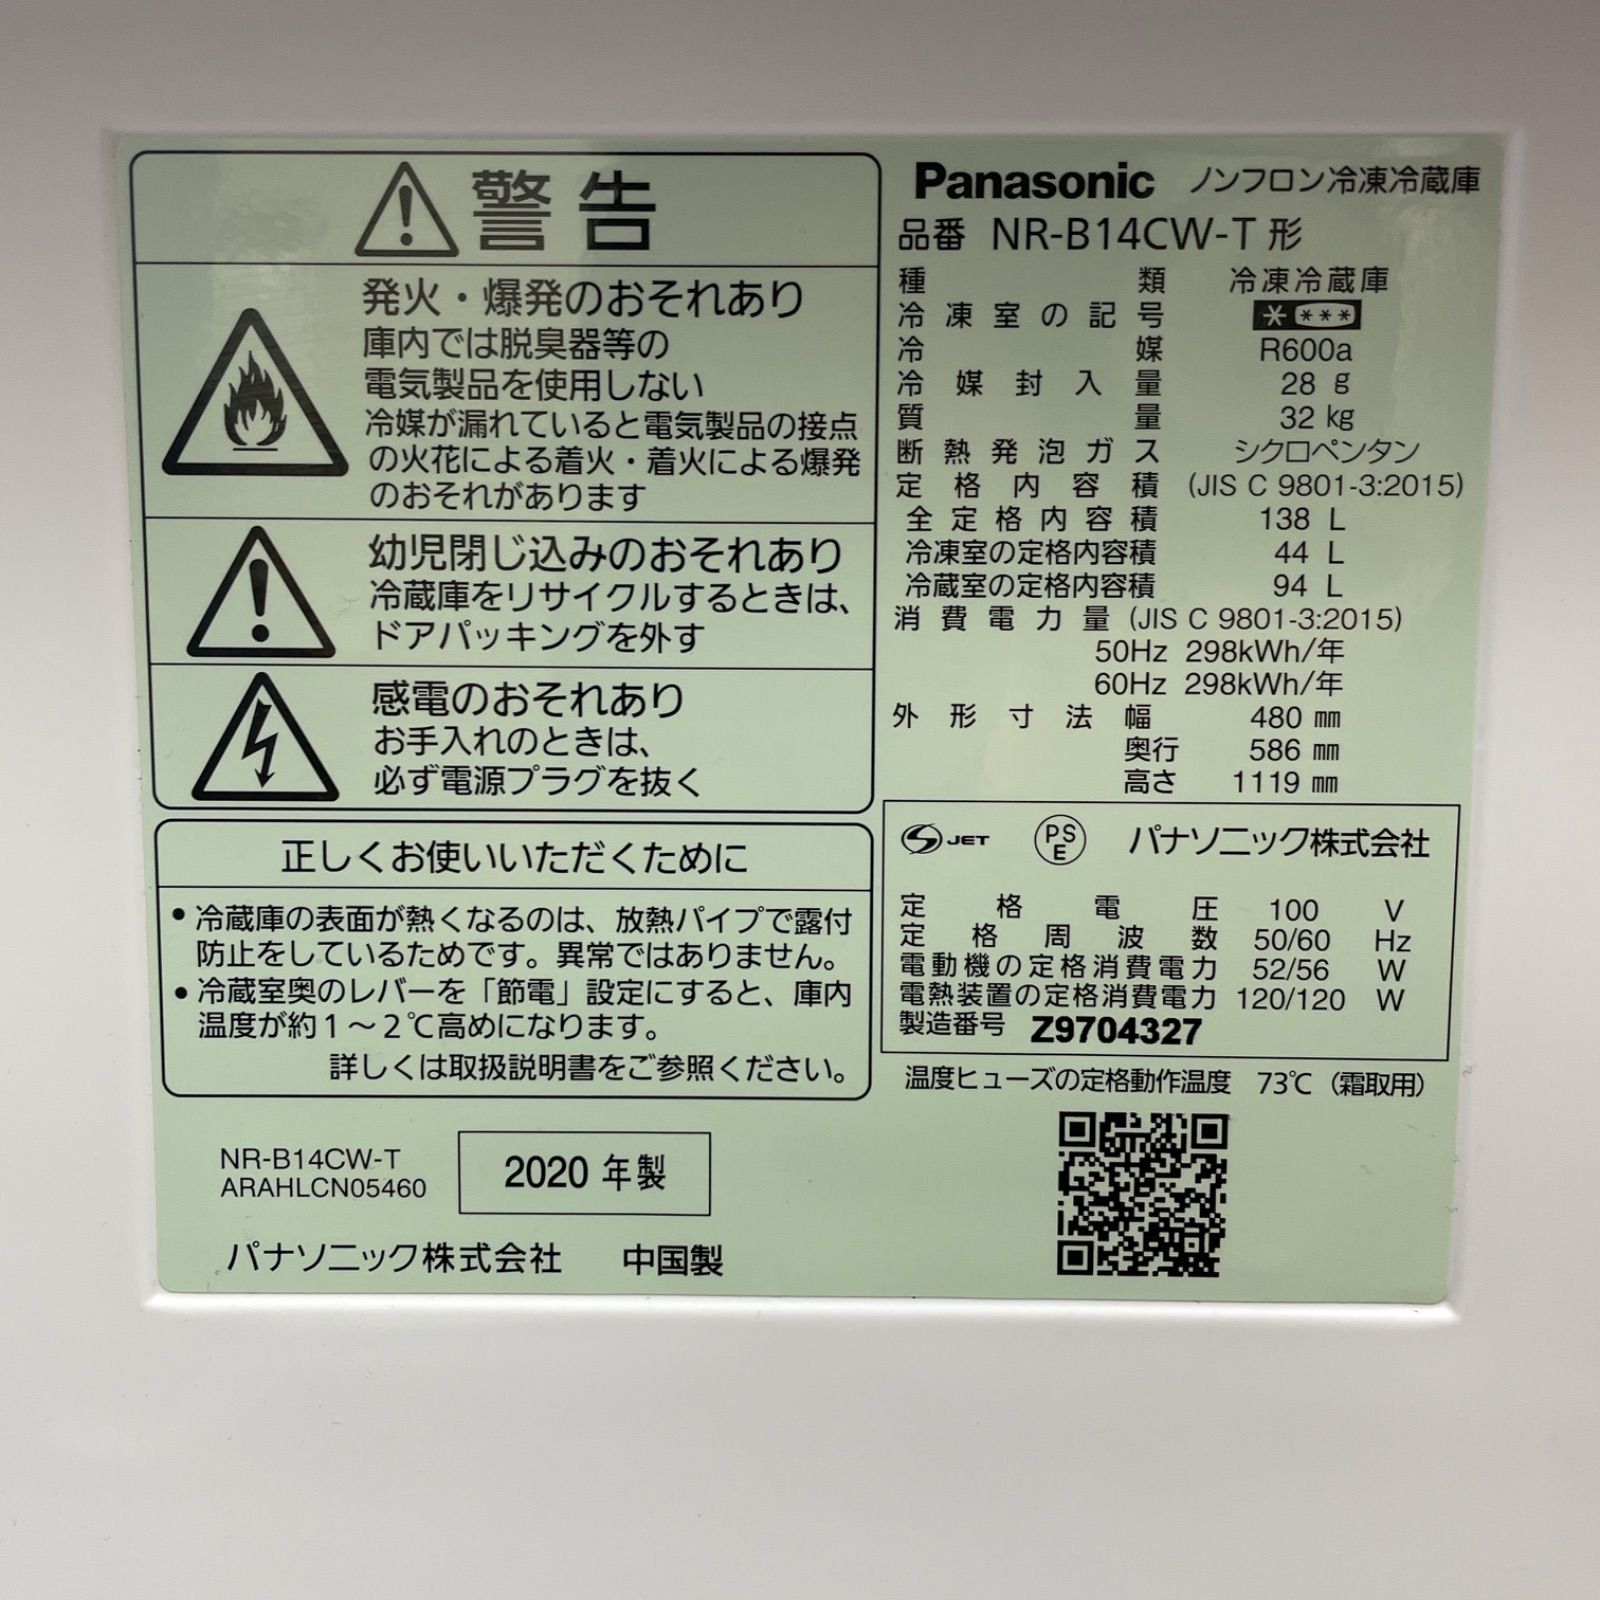 警告
発火・爆発のおそれあり
庫内では脱臭器等の
電気製品を使用しない
冷媒が漏れていると電気製品の接点
の火花による着火・着火による爆発
のおそれがあります
幼児閉じ込みのおそれあり
冷蔵庫をリサイクルするときは、
ドアパッキングを外す
感電のおそれあり
お手入れのときは、
必ず電源プラグを抜く
正しくお使いいただくために
•冷蔵庫の表面が熱くなるのは、放熱パイプで露付
防止をしているためです。異常ではありません。
•冷蔵室奥のレバーを「節電」設定にすると、庫内
温度が約1～2℃高めになります。
詳しくは取扱説明書をご参照ください。
NR-B14CW-T
ARAHLCN05460
2020 年製
パナソニック株式会社 中国製
Panasonic ノンフロン冷凍冷蔵庫
品番 NR-B14CW-T 形
種類 冷凍冷蔵庫
冷凍室の記号 * ***
冷媒 R600a
冷媒封入量 28 g
質量 32 kg
断熱発泡ガス シクロペンタン
定格内容積 (JIS C 9801-3:2015)
全定格内容積 138 L
冷凍室の定格内容積 44 L
冷蔵室の定格内容積 94 L
消費電力量 (JIS C 9801-3:2015)
50Hz 298kWh/年
60Hz 298kWh/年
外形寸法 幅 480 ㎜
奥行 586 ㎜
高さ 1119 ㎜
JET PSE パナソニック株式会社
定格電圧 100 V
定格周波数 50/60 Hz
電動機の定格消費電力 52/56 W
電熱装置の定格消費電力 120/120 W
製造番号 Z9704327
温度ヒューズの定格動作温度 73℃ (霜取用)